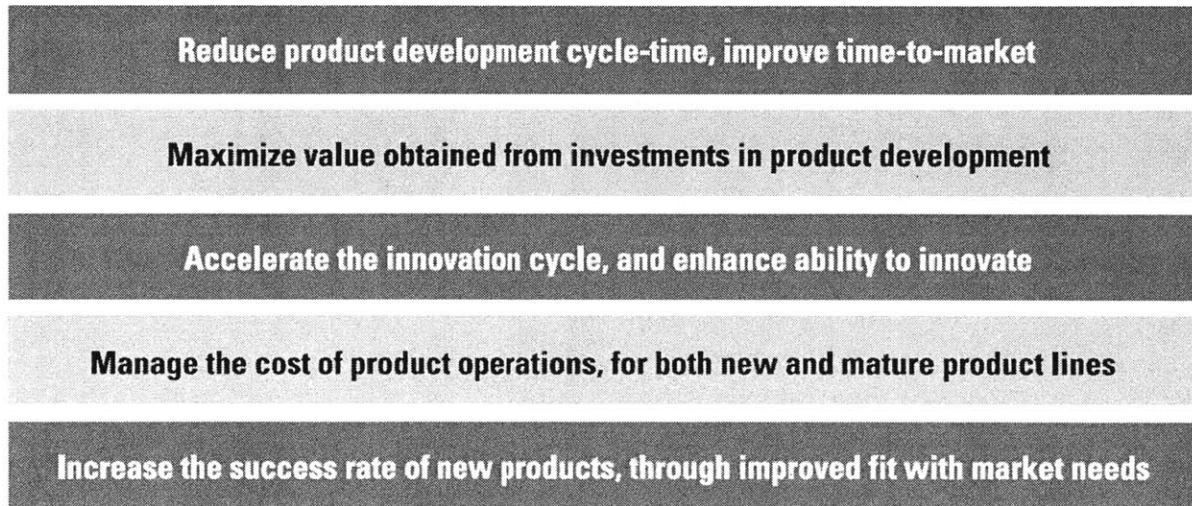 Reduce product development cycle-time, improve time-to-market
Maximize value obtained from investments in product development
Accelerate the innovation cycle, and enhance ability to innovate
Manage the cost of product operations, for both new and mature product lines
Increase the success rate of new products, through improved fit with market needs